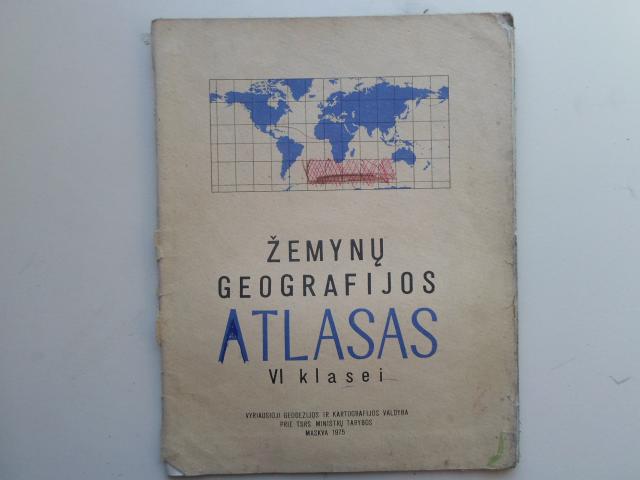 ŽEMYNŲ
GEOGRAFIJOS
ATLASAS
VI klasei
VYRIAUSIOJI GEODEZIJOS IR KARTOGRAFIJOS VALDYBA
PRIE TSRS MINISTRŲ TARYBOS
MASKVA 1975